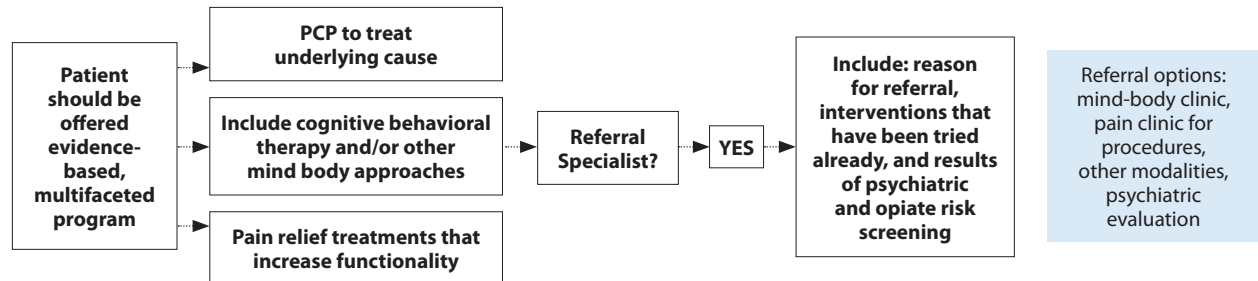 Patient
should be
offered
evidence-
based,
multifaceted
program
PCP to treat
underlying cause
Include cognitive behavioral
therapy and/or other
mind body approaches
Pain relief treatments that
increase functionality
Referral
Specialist?
YES
Include: reason
for referral,
interventions that
have been tried
already, and results
of psychiatric
and opiate risk
screening
Referral options:
mind-body clinic,
pain clinic for
procedures,
other modalities,
psychiatric
evaluation